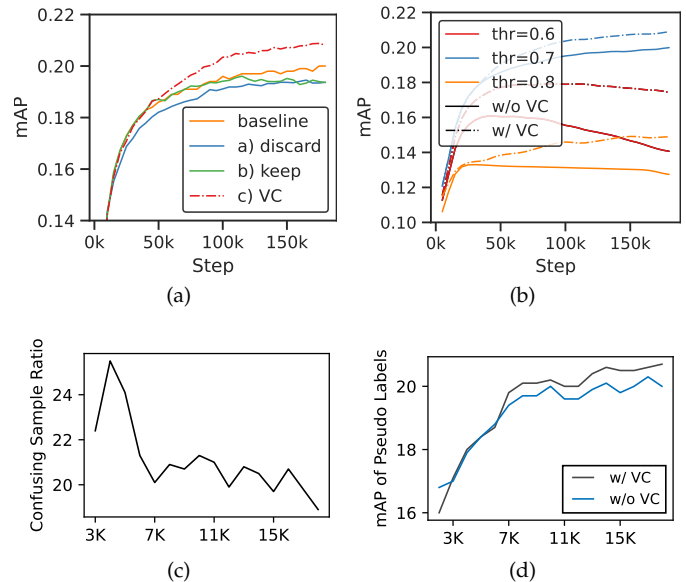 mAP
0.22
0.20
0.18
0.16
0.14
baseline
a) discard
b) keep
c) VC
0k 50k 100k 150k
Step
(a)
mAP
0.22
0.20
0.18
0.16
0.14
0.12
0.10
thr=0.6
thr=0.7
thr=0.8
w/o VC
w/ VC
0k 50k 100k 150k
Step
(b)
Confusing Sample Ratio
24
22
20
3K 7K 11K 15K
(c)
mAP of Pseudo Labels
20
18
16
w/ VC
w/o VC
3K 7K 11K 15K
(d)